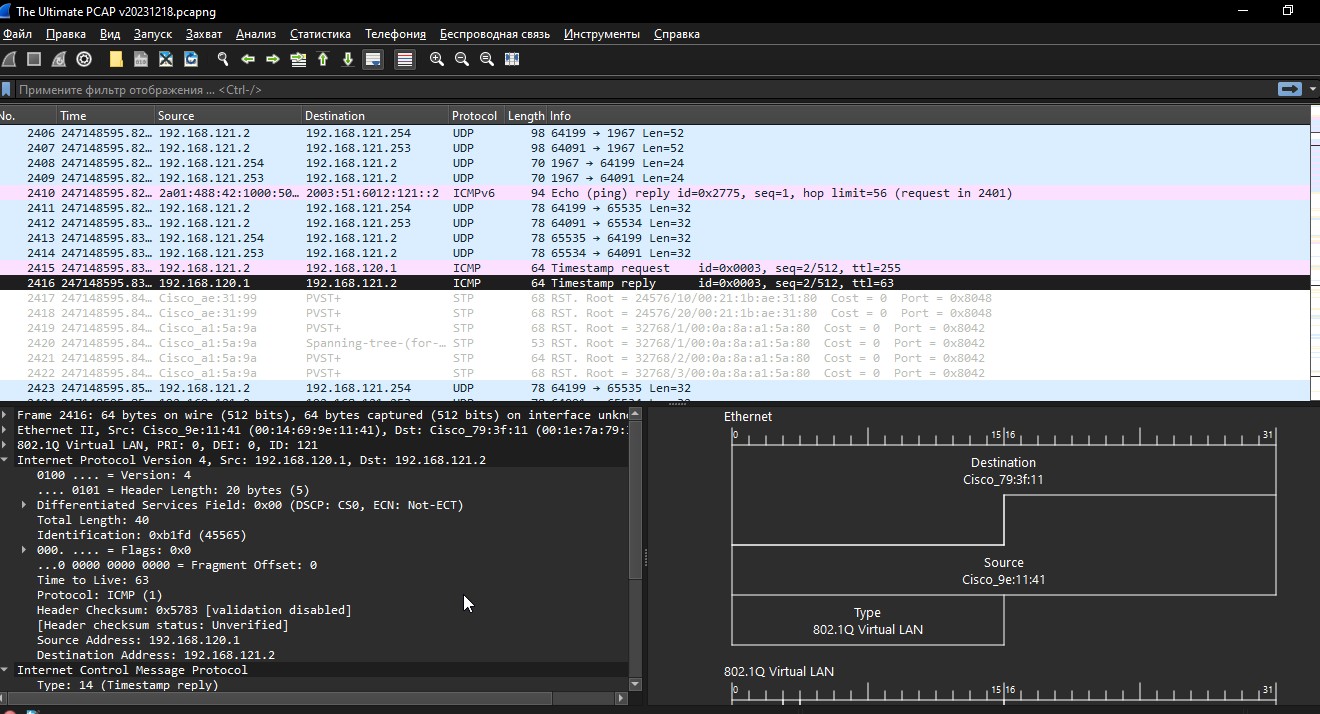 The Ultimate PCAP v20231218.pcapng
Файл Правка Вид Запуск Захват Анализ Статистика Телефония Беспроводная связь Инструменты Справка
Примените фильтр отображения ... <Ctrl-/>
No. Time Source Destination Protocol Length Info
2406 247148595.82… 192.168.121.2 192.168.121.254 UDP 98 64199 → 1967 Len=52
2407 247148595.82… 192.168.121.2 192.168.121.253 UDP 98 64091 → 1967 Len=52
2408 247148595.82… 192.168.121.254 192.168.121.2 UDP 70 1967 → 64199 Len=24
2409 247148595.82… 192.168.121.253 192.168.121.2 UDP 70 1967 → 64091 Len=24
2410 247148595.82… 2a01:488:42:1000:50… 2003:51:6012:121::2 ICMPv6 94 Echo (ping) reply id=0x2775, seq=1, hop limit=56 (request in 2401)
2411 247148595.82… 192.168.121.2 192.168.121.254 UDP 78 64199 → 65535 Len=32
2412 247148595.83… 192.168.121.2 192.168.121.253 UDP 78 64091 → 65534 Len=32
2413 247148595.83… 192.168.121.254 192.168.121.2 UDP 78 65535 → 64199 Len=32
2414 247148595.83… 192.168.121.253 192.168.121.2 UDP 78 65534 → 64091 Len=32
2415 247148595.83… 192.168.121.2 192.168.120.1 ICMP 64 Timestamp request id=0x0003, seq=2/512, ttl=255
2416 247148595.83… 192.168.120.1 192.168.121.2 ICMP 64 Timestamp reply id=0x0003, seq=2/512, ttl=63
2417 247148595.84… Cisco_ae:31:99 PVST+ STP 68 RST. Root = 24576/10/00:21:1b:ae:31:80 Cost = 0 Port = 0x8048
2418 247148595.84… Cisco_ae:31:99 PVST+ STP 68 RST. Root = 24576/20/00:21:1b:ae:31:80 Cost = 0 Port = 0x8048
2419 247148595.84… Cisco_a1:5a:9a PVST+ STP 68 RST. Root = 32768/1/00:0a:8a:a1:5a:80 Cost = 0 Port = 0x8042
2420 247148595.84… Cisco_a1:5a:9a Spanning-tree-(for-… STP 53 RST. Root = 32768/1/00:0a:8a:a1:5a:80 Cost = 0 Port = 0x8042
2421 247148595.84… Cisco_a1:5a:9a PVST+ STP 64 RST. Root = 32768/2/00:0a:8a:a1:5a:80 Cost = 0 Port = 0x8042
2422 247148595.84… Cisco_a1:5a:9a PVST+ STP 68 RST. Root = 32768/3/00:0a:8a:a1:5a:80 Cost = 0 Port = 0x8042
2423 247148595.85… 192.168.121.2 192.168.121.254 UDP 78 64199 → 65535 Len=32
Frame 2416: 64 bytes on wire (512 bits), 64 bytes captured (512 bits) on interface unkn
Ethernet II, Src: Cisco_9e:11:41 (00:14:69:9e:11:41), Dst: Cisco_79:3f:11 (00:1e:7a:79:
802.1Q Virtual LAN, PRI: 0, DEI: 0, ID: 121
Internet Protocol Version 4, Src: 192.168.120.1, Dst: 192.168.121.2
0100 .... = Version: 4
.... 0101 = Header Length: 20 bytes (5)
Differentiated Services Field: 0x00 (DSCP: CS0, ECN: Not-ECT)
Total Length: 40
Identification: 0xb1fd (45565)
000. .... = Flags: 0x0
...0 0000 0000 0000 = Fragment Offset: 0
Time to Live: 63
Protocol: ICMP (1)
Header Checksum: 0x5783 [validation disabled]
[Header checksum status: Unverified]
Source Address: 192.168.120.1
Destination Address: 192.168.121.2
Internet Control Message Protocol
Type: 14 (Timestamp reply)
Ethernet
0 15 16 31
Destination
Cisco_79:3f:11
Source
Cisco_9e:11:41
Type
802.1Q Virtual LAN
802.1Q Virtual LAN
0 15 16 31